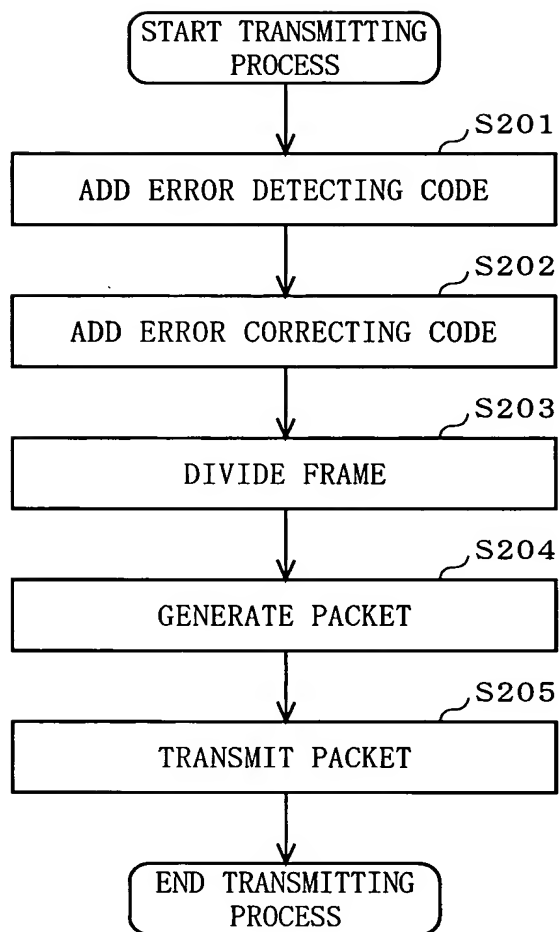 START TRANSMITTING
PROCESS
S201
ADD ERROR DETECTING CODE
S202
ADD ERROR CORRECTING CODE
S203
DIVIDE FRAME
S204
GENERATE PACKET
S205
TRANSMIT PACKET
END TRANSMITTING
PROCESS